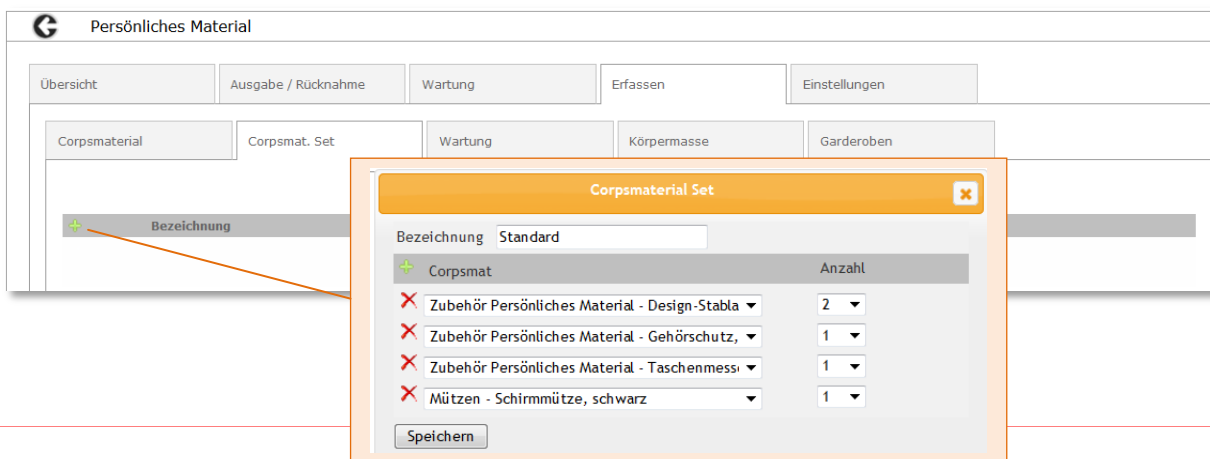 Persönliches Material
Übersicht Ausgabe / Rücknahme Wartung Erfassen Einstellungen
Corpsmaterial Corpsmat. Set Wartung Körpermasse Garderoben
Bezeichnung
Corpsmaterial Set
Bezeichnung Standard
Corpsmat Anzahl
Zubehör Persönliches Material - Design-Stabla 2
Zubehör Persönliches Material - Gehörschutz, 1
Zubehör Persönliches Material - Taschenmess 1
Mützen - Schirmmütze, schwarz 1
Speichern